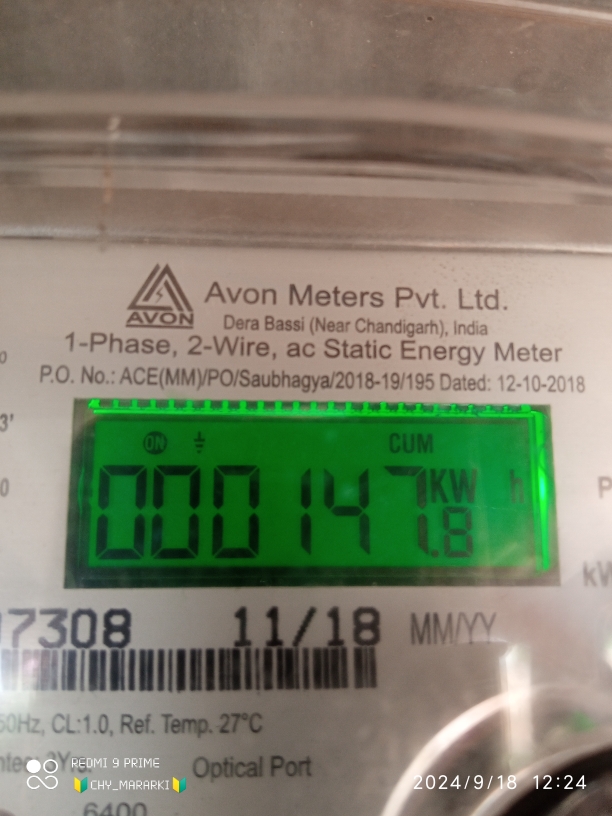 AVON
Avon Meters Pvt. Ltd.
Dera Bassi (Near Chandigarh), India
1-Phase, 2-Wire, ac Static Energy Meter
P.O. No.: ACE(MM)/PO/Saubhagya/2018-19/195 Dated: 12-10-2018
ON CUM
000147.8 KW h
7308 11/18 MM/YY
50Hz, CL:1.0, Ref. Temp. 27°C
Optical Port
6400
REDMI 9 PRIME
CHY_MARARKI
2024/9/18 12:24